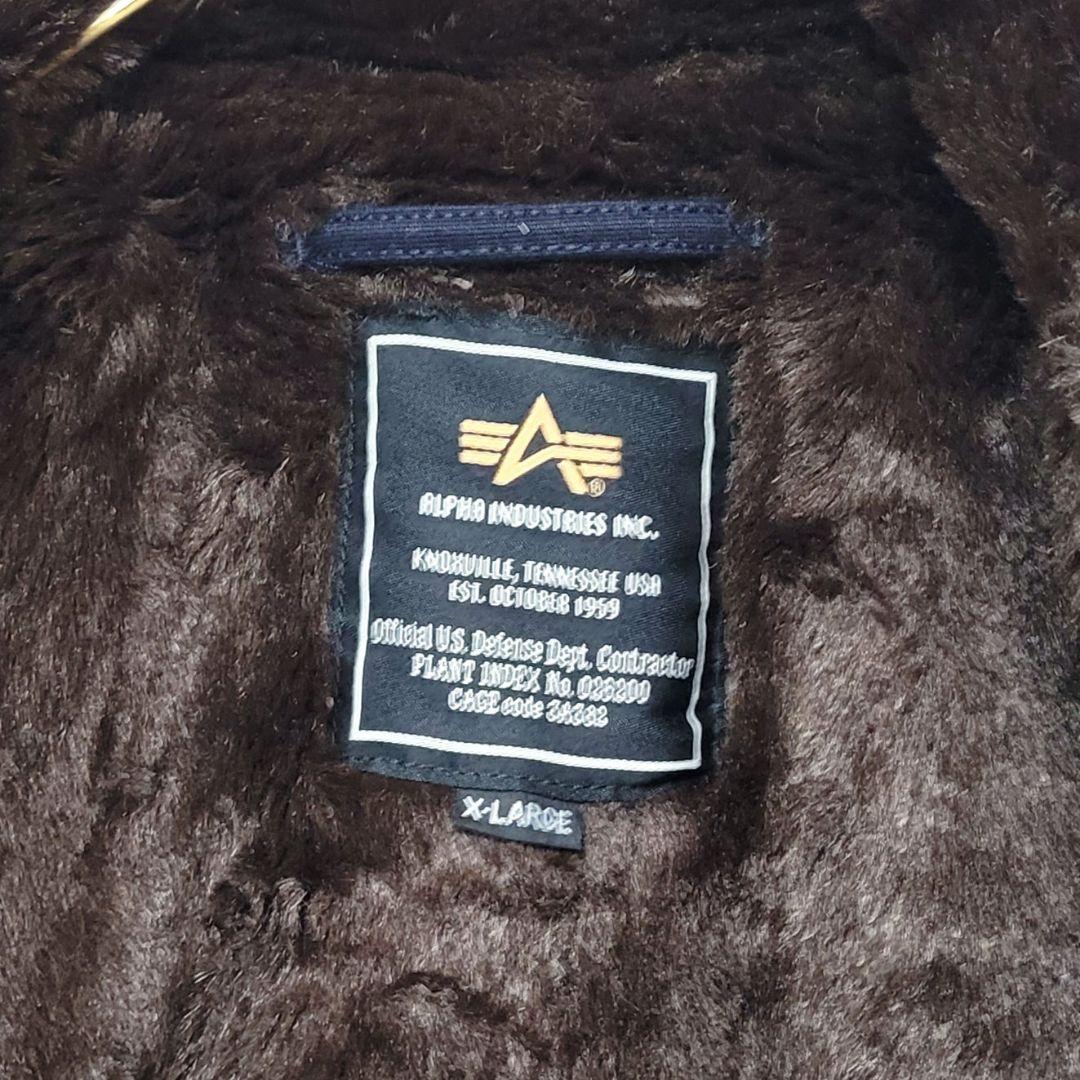 ®
ALPHA INDUSTRIES INC.
KNOXVILLE, TENNESSEE USA
EST. OCTOBER 1959
Official U.S. Defense Dept. Contractor
PLANT INDEX No. 026200
CAGE code 3A382
X-LARGE